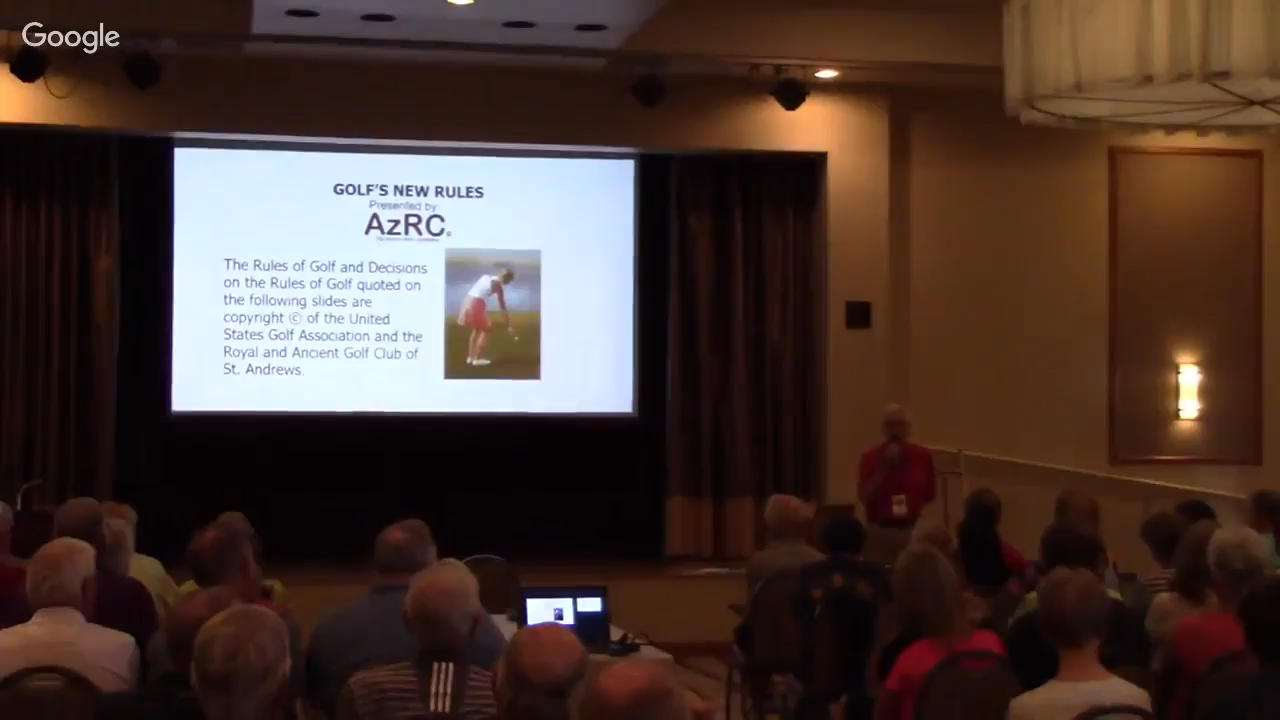 Google
GOLF'S NEW RULES
Presented by
AzRC
The Rules of Golf and Decisions
on the Rules of Golf quoted on
the following slides are
copyright © of the United
States Golf Association and the
Royal and Ancient Golf Club of
St. Andrews.